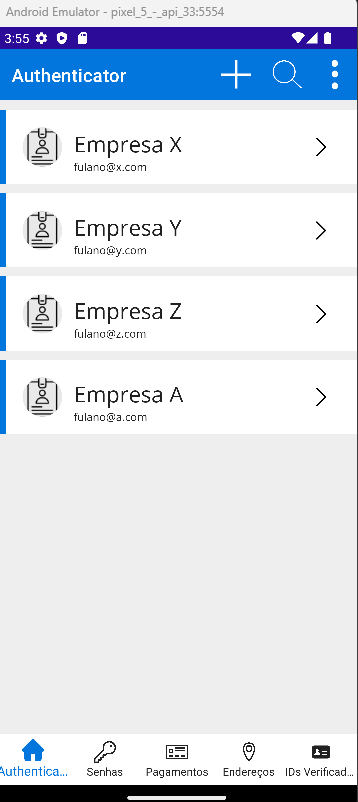 Android Emulator - pixel_5_-_api_33:5554
3:55
Authenticator
Empresa X
fulano@x.com
Empresa Y
fulano@y.com
Empresa Z
fulano@z.com
Empresa A
fulano@a.com
Authentica...
Senhas
Pagamentos
Endereços
IDs Verificad...